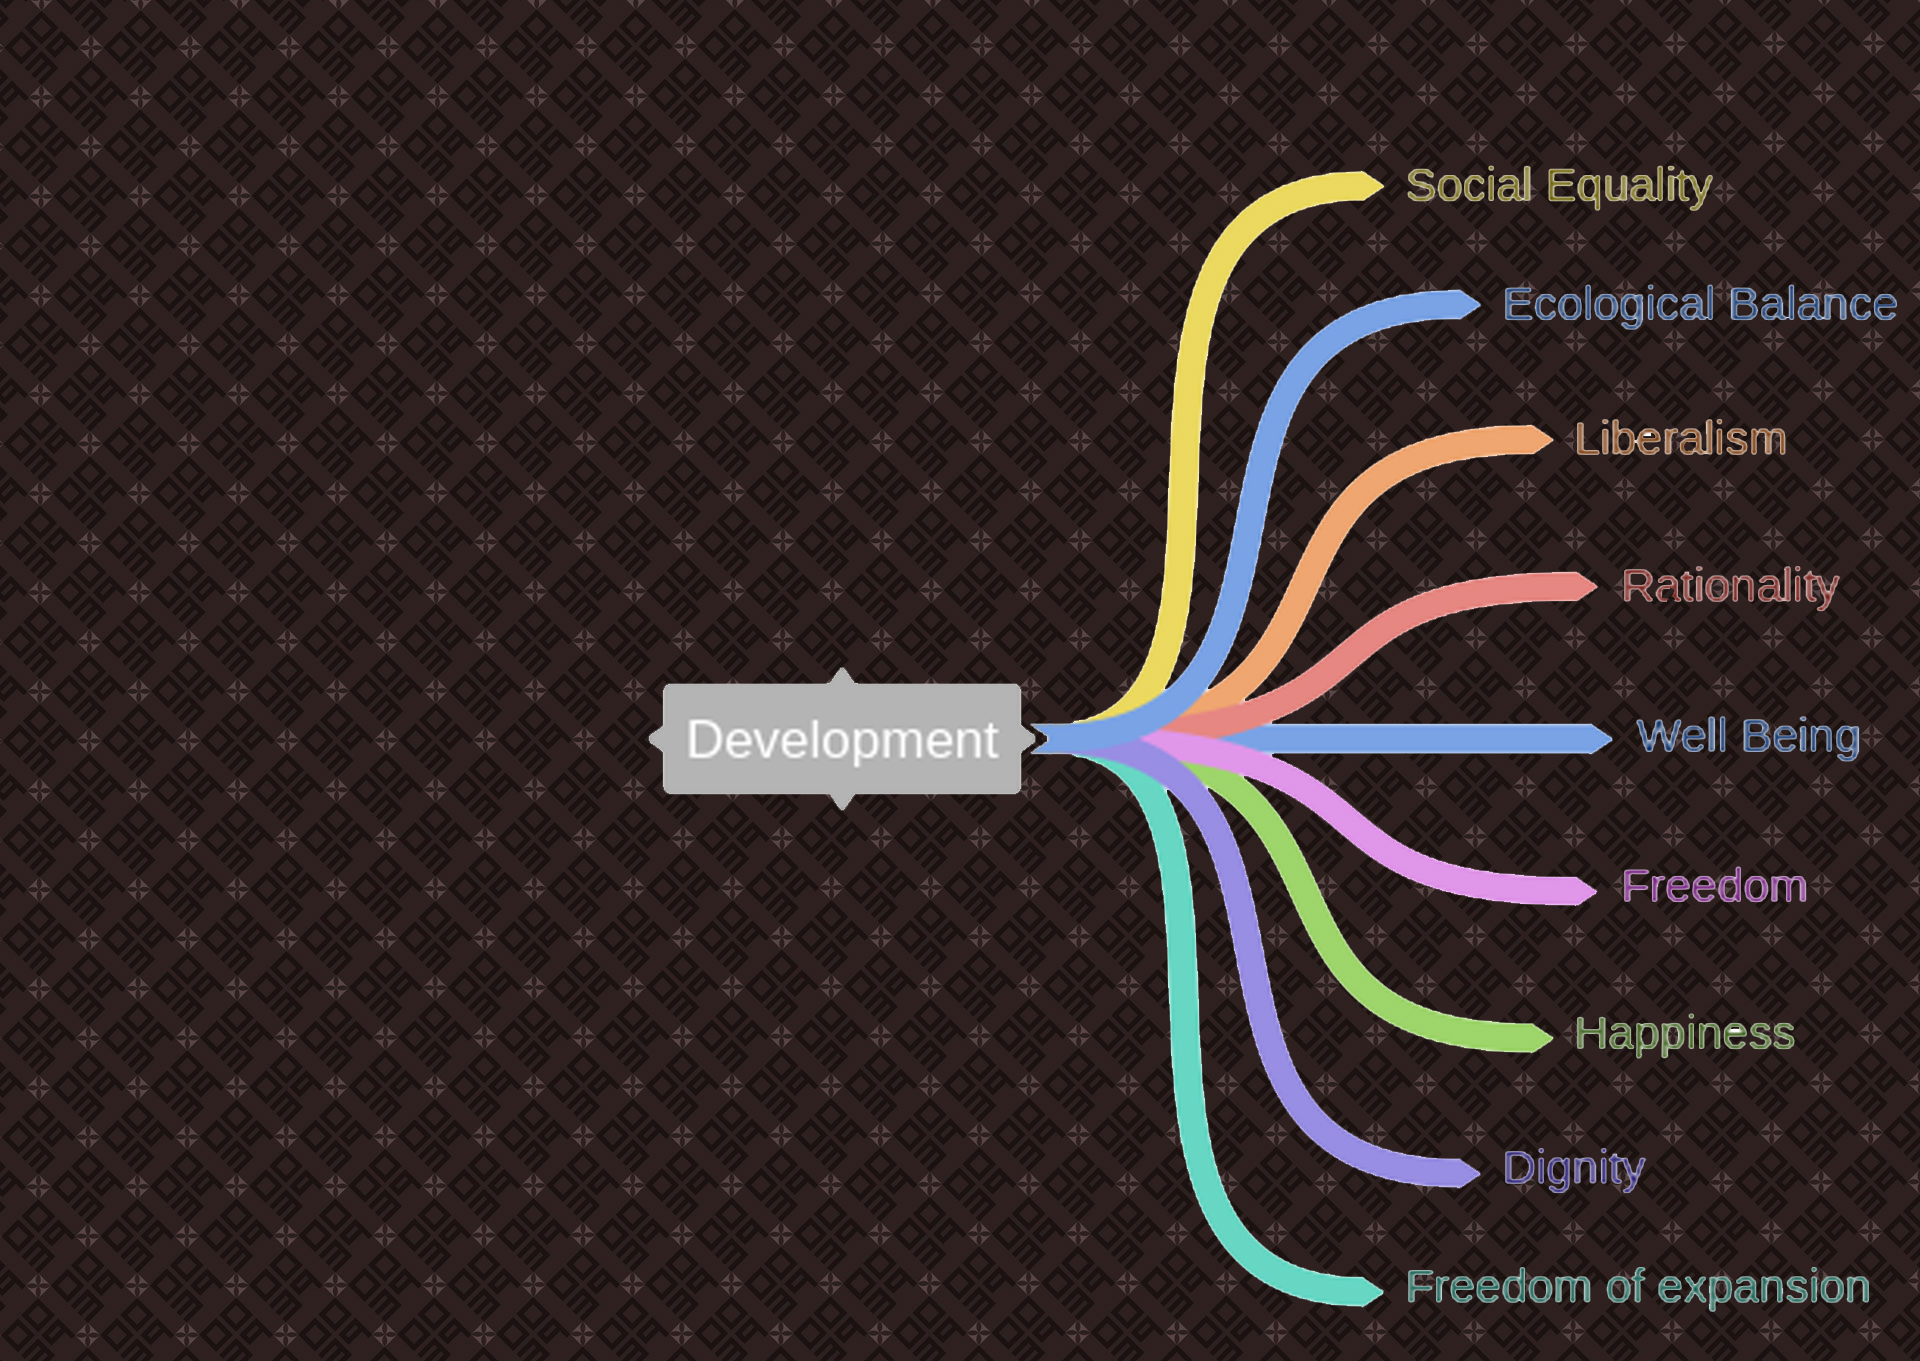 Social Equality
Ecological Balance
Liberalism
Rationality
Development
Well Being
Freedom
Happiness
Dignity
Freedom of expansion